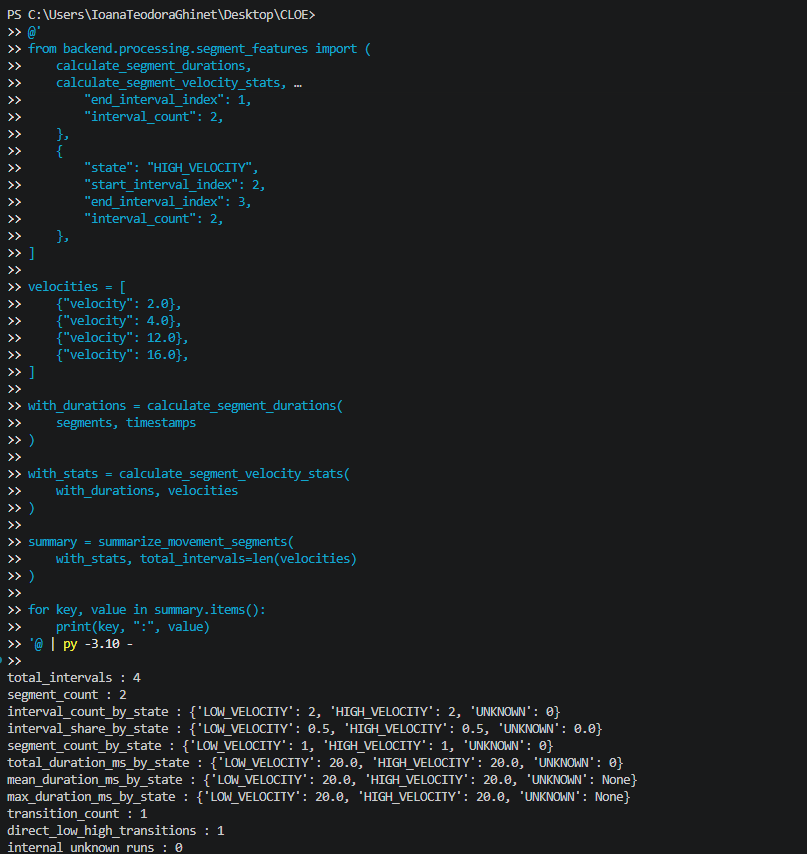 PS C:\Users\IoanaTeodoraGhinet\Desktop\CLOE>
>> @'
>> from backend.processing.segment_features import (
>>     calculate_segment_durations,
>>     calculate_segment_velocity_stats, …
>>         "end_interval_index": 1,
>>         "interval_count": 2,
>>     },
>>     {
>>         "state": "HIGH_VELOCITY",
>>         "start_interval_index": 2,
>>         "end_interval_index": 3,
>>         "interval_count": 2,
>>     },
>> ]
>>
>> velocities = [
>>     {"velocity": 2.0},
>>     {"velocity": 4.0},
>>     {"velocity": 12.0},
>>     {"velocity": 16.0},
>> ]
>>
>> with_durations = calculate_segment_durations(
>>     segments, timestamps
>> )
>>
>> with_stats = calculate_segment_velocity_stats(
>>     with_durations, velocities
>> )
>>
>> summary = summarize_movement_segments(
>>     with_stats, total_intervals=len(velocities)
>> )
>>
>> for key, value in summary.items():
>>     print(key, ":", value)
>> '@ | py -3.10 -
>>
total_intervals : 4
segment_count : 2
interval_count_by_state : {'LOW_VELOCITY': 2, 'HIGH_VELOCITY': 2, 'UNKNOWN': 0}
interval_share_by_state : {'LOW_VELOCITY': 0.5, 'HIGH_VELOCITY': 0.5, 'UNKNOWN': 0.0}
segment_count_by_state : {'LOW_VELOCITY': 1, 'HIGH_VELOCITY': 1, 'UNKNOWN': 0}
total_duration_ms_by_state : {'LOW_VELOCITY': 20.0, 'HIGH_VELOCITY': 20.0, 'UNKNOWN': 0}
mean_duration_ms_by_state : {'LOW_VELOCITY': 20.0, 'HIGH_VELOCITY': 20.0, 'UNKNOWN': None}
max_duration_ms_by_state : {'LOW_VELOCITY': 20.0, 'HIGH_VELOCITY': 20.0, 'UNKNOWN': None}
transition_count : 1
direct_low_high_transitions : 1
internal_unknown_runs : 0